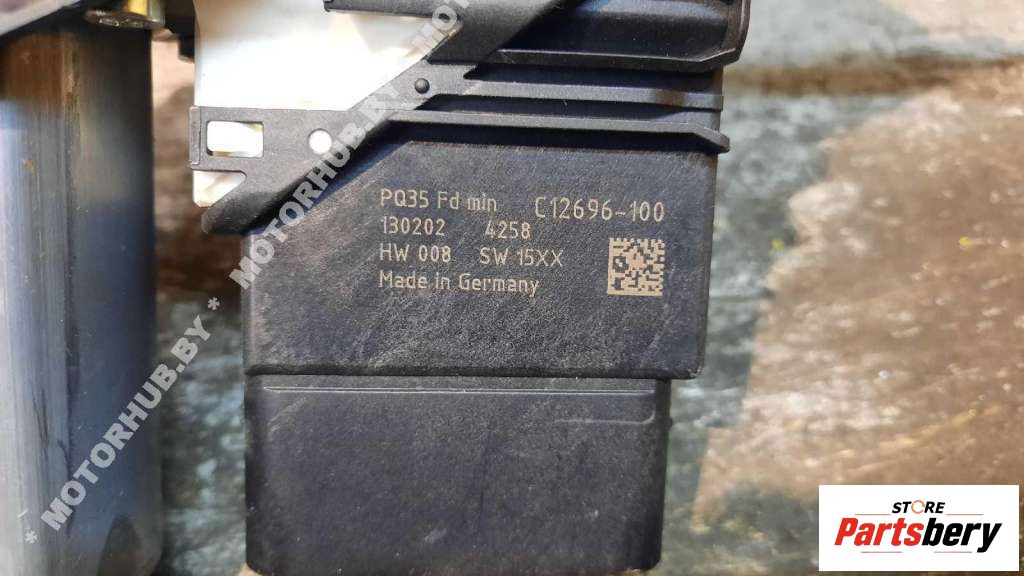 PQ35 Fd min C12696-100
130202 4258
HW 008 SW 15XX
Made in Germany
* MOTORHUB.BY * MOTORHUB.BY *
STORE
Partsbery